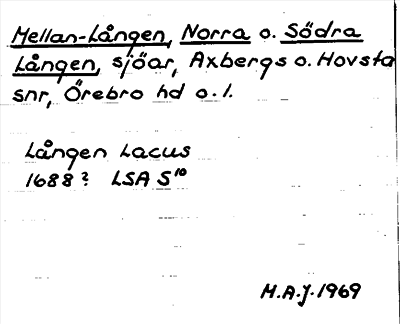 Mellan-Lången, Norra o. Södra
Lången, sjöar, Axbergs o. Hovsta
snr, Örebro hd o. l.
Lången Lacus
1688? LSA S¹⁰
M.A.J. 1969